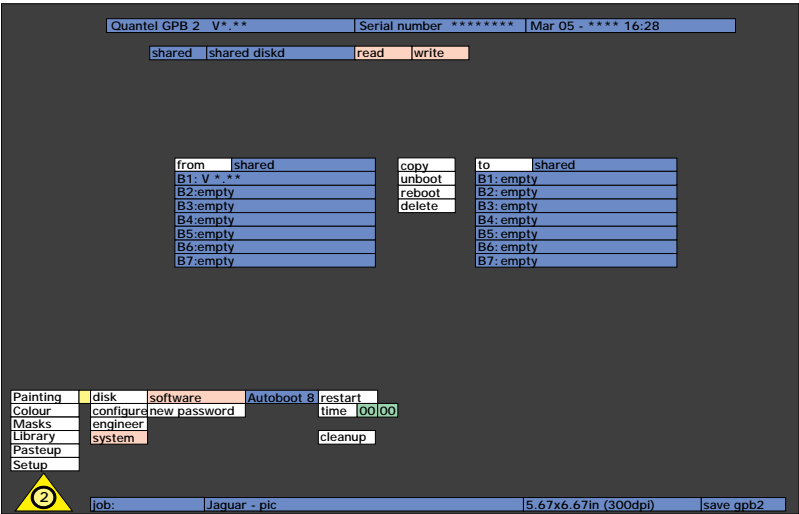 Quantel GPB 2 V*.** Serial number ******** Mar 05 - **** 16:28
shared shared diskd read write
from shared copy to shared
B1: V *.** unboot B1: empty
B2:empty reboot B2: empty
B3:empty delete B3: empty
B4:empty B4: empty
B5:empty B5: empty
B6:empty B6: empty
B7:empty B7: empty
Painting disk software Autoboot 8 restart
Colour configure new password time 00 00
Masks engineer
Library system cleanup
Pasteup
Setup
2 job: Jaguar - pic 5.67x6.67in (300dpi) save gpb2